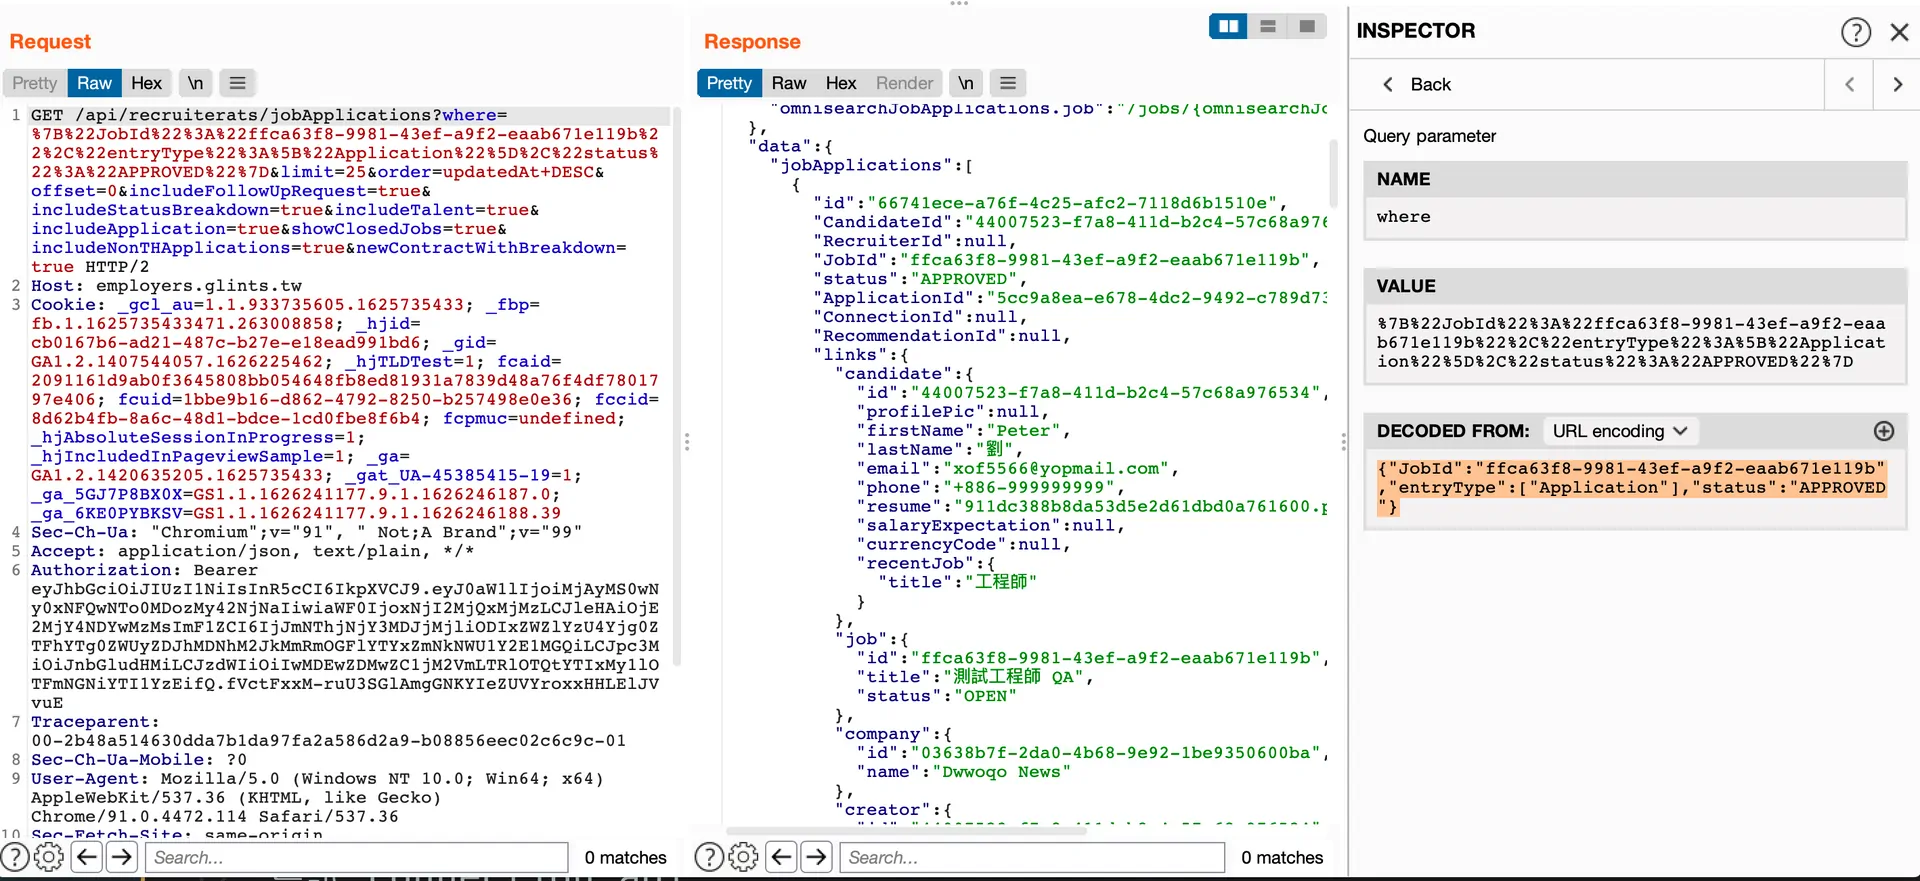 Request
Pretty Raw Hex \n
1 GET /api/recruiterats/jobApplications?where=
%7B%22JobId%22%3A%22ffca63f8-9981-43ef-a9f2-eaab671e119b%2
2%2C%22entryType%22%3A%5B%22Application%22%5D%2C%22status%
22%3A%22APPROVED%22%7D&limit=25&order=updatedAt+DESC&
offset=0&includeFollowUpRequest=true&
includeStatusBreakdown=true&includeTalent=true&
includeApplication=true&showClosedJobs=true&
includeNonTHApplications=true&newContractWithBreakdown=
true HTTP/2
2 Host: employers.glints.tw
3 Cookie: _gcl_au=1.1.933735605.1625735433; _fbp=
fb.1.1625735433471.263008858; _hjid=
cb0167b6-ad21-487c-b27e-e18ead991bd6; _gid=
GA1.2.1407544057.1626225462; _hjTLDTest=1; fcaid=
2091161d9ab0f3645808bb054648fb8ed81931a7839d48a76f4df78017
97e406; fcuid=1bbe9b16-d862-4792-8250-b257498e0e36; fccid=
8d62b4fb-8a6c-48d1-bdce-1cd0fbe8f6b4; fcpmuc=undefined;
_hjAbsoluteSessionInProgress=1;
_hjIncludedInPageviewSample=1; _ga=
GA1.2.1420635205.1625735433; _gat_UA-45385415-19=1;
_ga_5GJ7P8BX0X=GS1.1.1626241177.9.1.1626246187.0;
_ga_6KE0PYBKSV=GS1.1.1626241177.9.1.1626246188.39
4 Sec-Ch-Ua: "Chromium";v="91", " Not;A Brand";v="99"
5 Accept: application/json, text/plain, */*
6 Authorization: Bearer
eyJhbGciOiJIUzI1NiIsInR5cCI6IkpXVCJ9.eyJ0aW1lIjoiMjAyMS0wN
y0xNFQwNTo0MDozMy42NjNaIiwiaWF0IjoxNjI2MjQxMjMzLCJleHAiOjE
2MjY4NDYwMzMsImF1ZCI6IjJmNThjNjY3MDJjMjliODIxZWZlYzU4Yjg0Z
TFhYTg0ZWUyZDJhMDNhM2JkMmRmOGFlYTYxZmNkNWU1Y2E1MGQiLCJpc3M
iOiJnbGludHMiLCJzdWIiOiIwMDEwZDMwZC1jM2VmLTRlOTQtYTIxMy1lO
TFmNGNiYTI1YzEifQ.fVctFxxM-ruU3SGlAmgGNKYIeZUVYroxxHHLElJV
vuE
7 Traceparent:
00-2b48a514630dda7b1da97fa2a586d2a9-b08856eec02c6c9c-01
8 Sec-Ch-Ua-Mobile: ?0
9 User-Agent: Mozilla/5.0 (Windows NT 10.0; Win64; x64)
AppleWebKit/537.36 (KHTML, like Gecko)
Chrome/91.0.4472.114 Safari/537.36
10 Sec-Fetch-Site: same-origin
Search...
0 matches
Response
Pretty Raw Hex Render \n
"omnisearchJobApplications.job":"/jobs/{omnisearchJo
},
"data":{
"jobApplications":[
{
"id":"66741ece-a76f-4c25-afc2-7118d6b1510e",
"CandidateId":"44007523-f7a8-411d-b2c4-57c68a976
"RecruiterId":null,
"JobId":"ffca63f8-9981-43ef-a9f2-eaab671e119b",
"status":"APPROVED",
"ApplicationId":"5cc9a8ea-e678-4dc2-9492-c789d73
"ConnectionId":null,
"RecommendationId":null,
"links":{
"candidate":{
"id":"44007523-f7a8-411d-b2c4-57c68a976534",
"profilePic":null,
"firstName":"Peter",
"lastName":"劉",
"email":"xof5566@yopmail.com",
"phone":"+886-999999999",
"resume":"911dc388b8da53d5e2d61dbd0a761600.p
"salaryExpectation":null,
"currencyCode":null,
"recentJob":{
"title":"工程師"
}
},
"job":{
"id":"ffca63f8-9981-43ef-a9f2-eaab671e119b",
"title":"測試工程師 QA",
"status":"OPEN"
},
"company":{
"id":"03638b7f-2da0-4b68-9e92-1be9350600ba",
"name":"Dwwoqo News"
},
"creator":{
Search...
0 matches
INSPECTOR
Back
Query parameter
NAME
where
VALUE
%7B%22JobId%22%3A%22ffca63f8-9981-43ef-a9f2-eaa
b671e119b%22%2C%22entryType%22%3A%5B%22Applicat
ion%22%5D%2C%22status%22%3A%22APPROVED%22%7D
DECODED FROM: URL encoding
{"JobId":"ffca63f8-9981-43ef-a9f2-eaab671e119b"
,"entryType":["Application"],"status":"APPROVED
"}